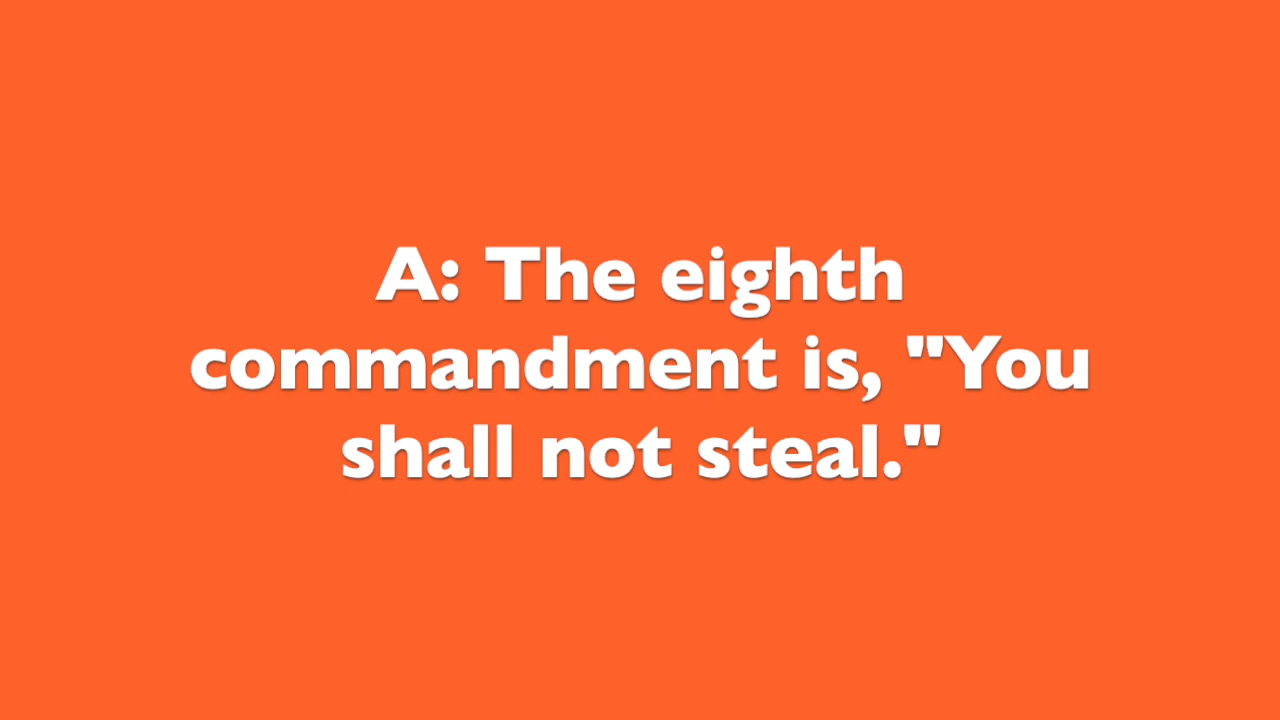 A: The eighth
commandment is, "You
shall not steal."